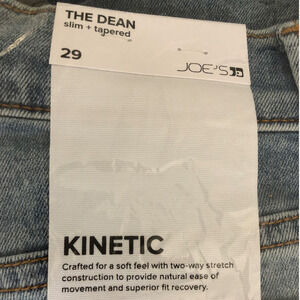 THE DEAN
slim + tapered
29
JOE'S
KINETIC
Crafted for a soft feel with two-way stretch
construction to provide natural ease of
movement and superior fit recovery.